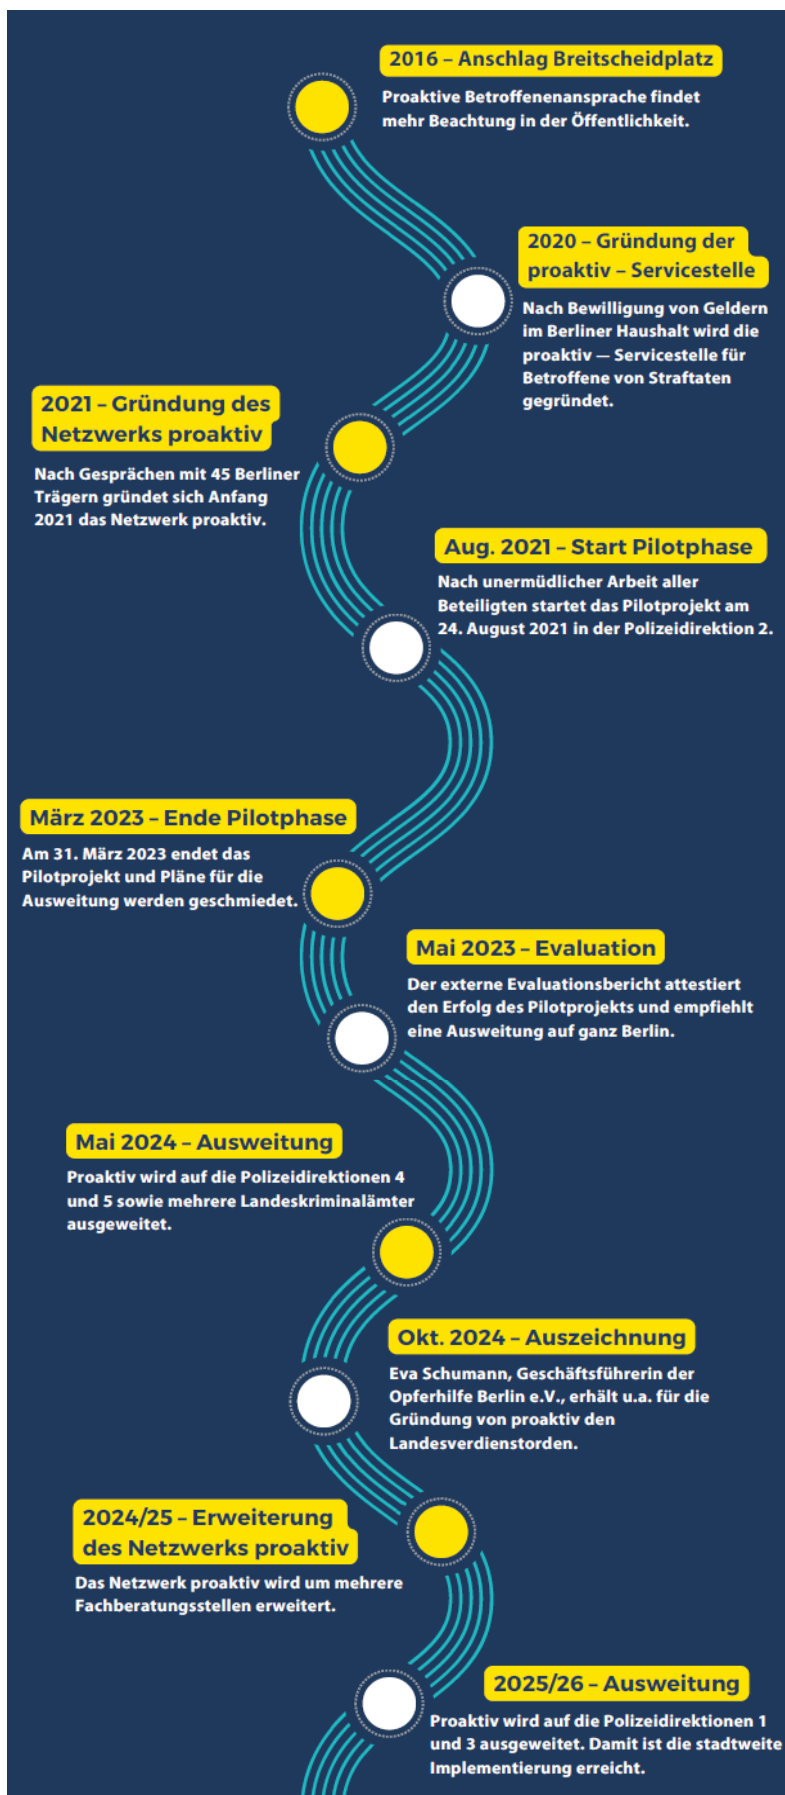 2016 – Anschlag Breitscheidplatz
Proaktive Betroffenenansprache findet
mehr Beachtung in der Öffentlichkeit.
2020 – Gründung der
proaktiv – Servicestelle
Nach Bewilligung von Geldern
im Berliner Haushalt wird die
proaktiv — Servicestelle für
Betroffene von Straftaten
gegründet.
2021 – Gründung des
Netzwerks proaktiv
Nach Gesprächen mit 45 Berliner
Trägern gründet sich Anfang
2021 das Netzwerk proaktiv.
Aug. 2021 – Start Pilotphase
Nach unermüdlicher Arbeit aller
Beteiligten startet das Pilotprojekt am
24. August 2021 in der Polizeidirektion 2.
März 2023 – Ende Pilotphase
Am 31. März 2023 endet das
Pilotprojekt und Pläne für die
Ausweitung werden geschmiedet.
Mai 2023 – Evaluation
Der externe Evaluationsbericht attestiert
den Erfolg des Pilotprojekts und empfiehlt
eine Ausweitung auf ganz Berlin.
Mai 2024 – Ausweitung
Proaktiv wird auf die Polizeidirektionen 4
und 5 sowie mehrere Landeskriminalämter
ausgeweitet.
Okt. 2024 – Auszeichnung
Eva Schumann, Geschäftsführerin der
Opferhilfe Berlin e.V., erhält u.a. für die
Gründung von proaktiv den
Landesverdienstorden.
2024/25 – Erweiterung
des Netzwerks proaktiv
Das Netzwerk proaktiv wird um mehrere
Fachberatungsstellen erweitert.
2025/26 – Ausweitung
Proaktiv wird auf die Polizeidirektionen 1
und 3 ausgeweitet. Damit ist die stadtweite
Implementierung erreicht.